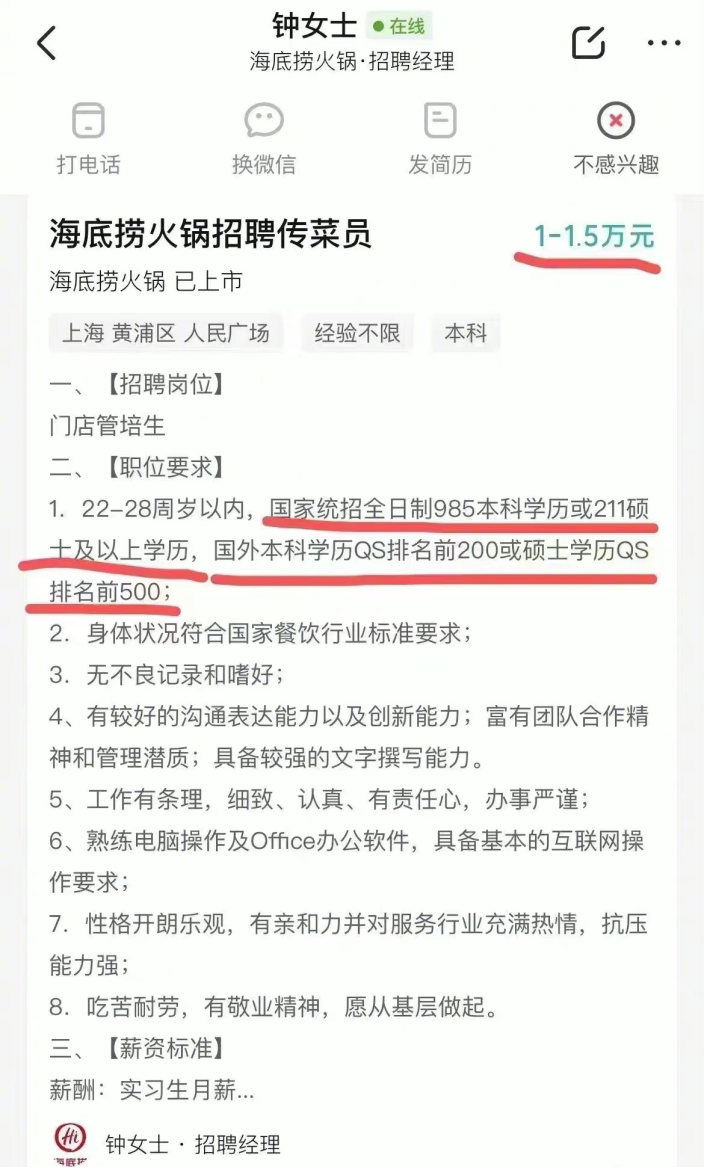 钟女士 在线
海底捞火锅·招聘经理
打电话 换微信 发简历 不感兴趣
海底捞火锅招聘传菜员 1-1.5万元
海底捞火锅 已上市
上海 黄浦区 人民广场 经验不限 本科
一、【招聘岗位】
门店管培生
二、【职位要求】
1. 22-28周岁以内，国家统招全日制985本科学历或211硕
士及以上学历，国外本科学历QS排名前200或硕士学历QS
排名前500；
2. 身体状况符合国家餐饮行业标准要求；
3. 无不良记录和嗜好；
4、有较好的沟通表达能力以及创新能力；富有团队合作精
神和管理潜质；具备较强的文字撰写能力。
5、工作有条理，细致、认真、有责任心，办事严谨；
6、熟练电脑操作及Office办公软件，具备基本的互联网操
作要求；
7. 性格开朗乐观，有亲和力并对服务行业充满热情，抗压
能力强；
8. 吃苦耐劳，有敬业精神，愿从基层做起。
三、【薪资标准】
薪酬：实习生月薪...
Hi
海底捞
钟女士 · 招聘经理